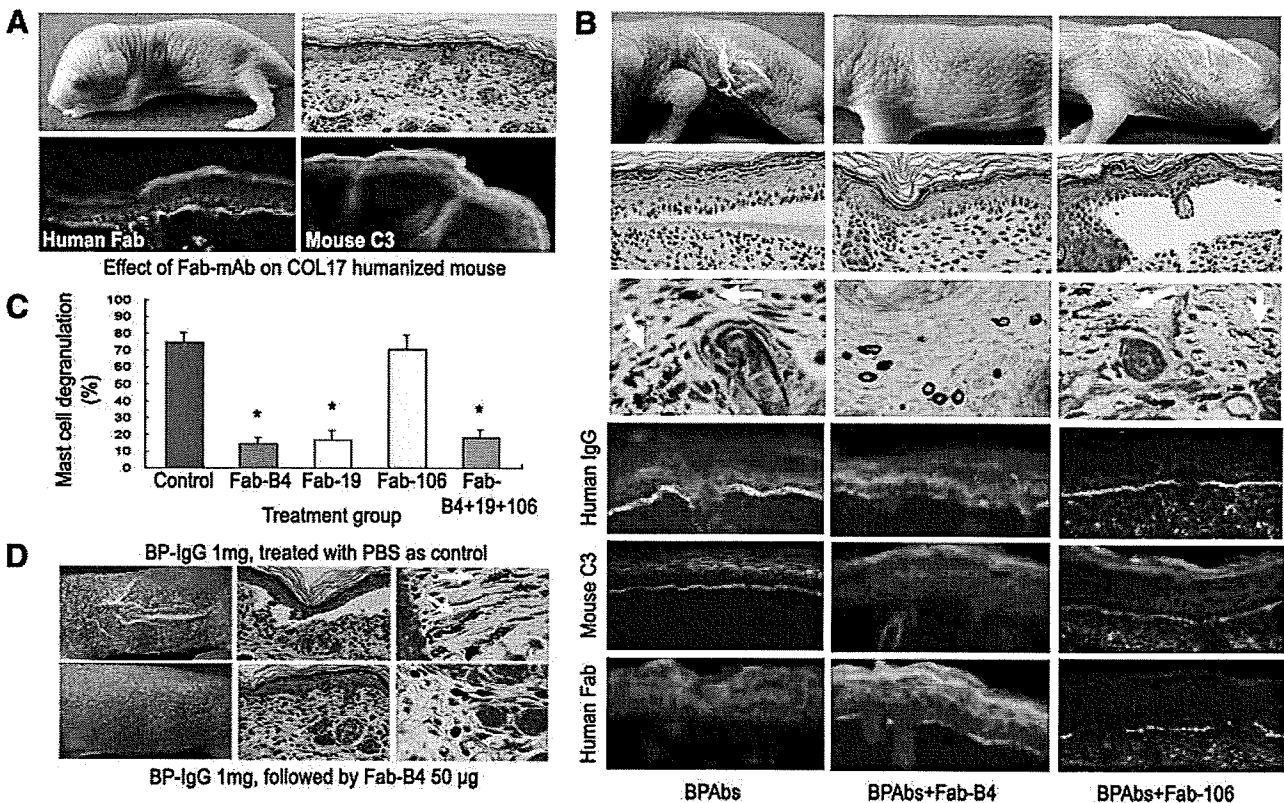 A
Human Fab
Mouse C3
Effect of Fab-mAb on COL17 humanized mouse
B
Human IgG
Mouse C3
Human Fab
BPAbs
BPAbs+Fab-B4
BPAbs+Fab-106
C
Mast cell degranulation
(%)
100
90
80
70
60
50
40
30
20
10
0
*
*
*
Control
Fab-B4
Fab-19
Fab-106
Fab-
B4+19+106
Treatment group
D
BP-IgG 1mg, treated with PBS as control
BP-IgG 1mg, followed by Fab-B4 50 µg